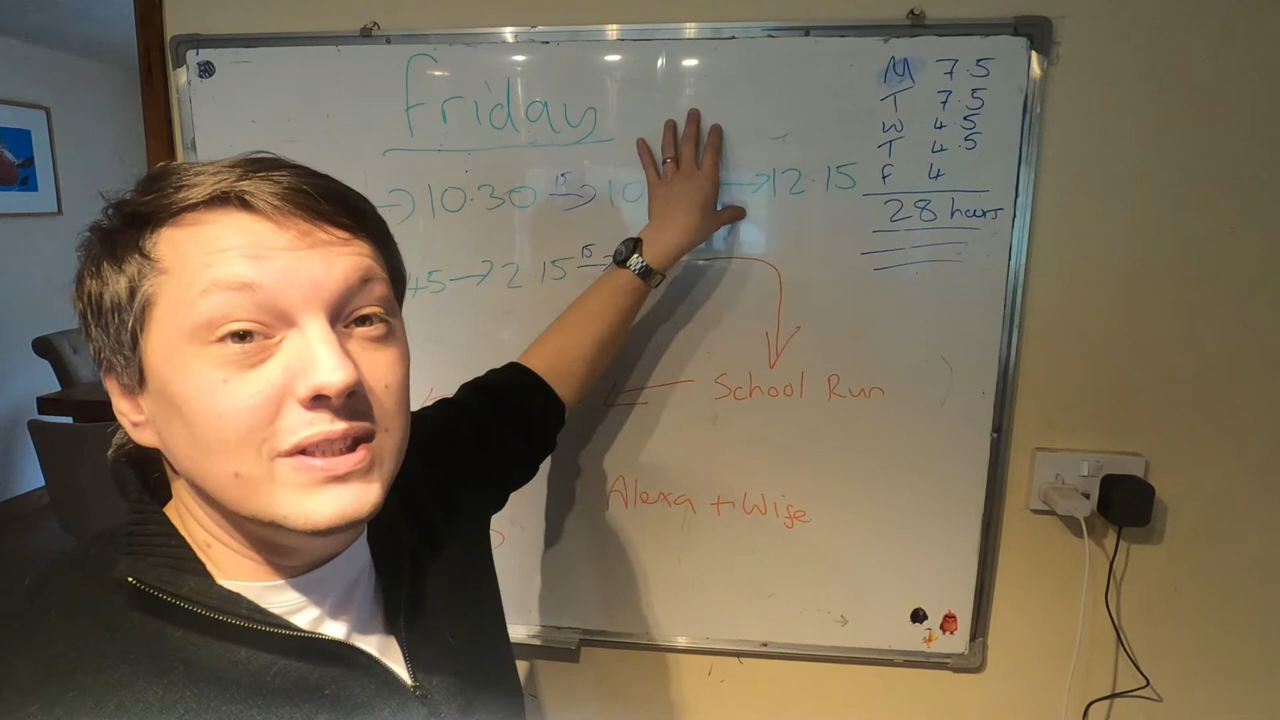 Friday
→ 10.30 15→ 10 → 12.15
45 → 2 15 15→
School Run
Alexa + Wife
M 7.5
T 7.5
W 4.5
T 4.5
F 4
28 hours